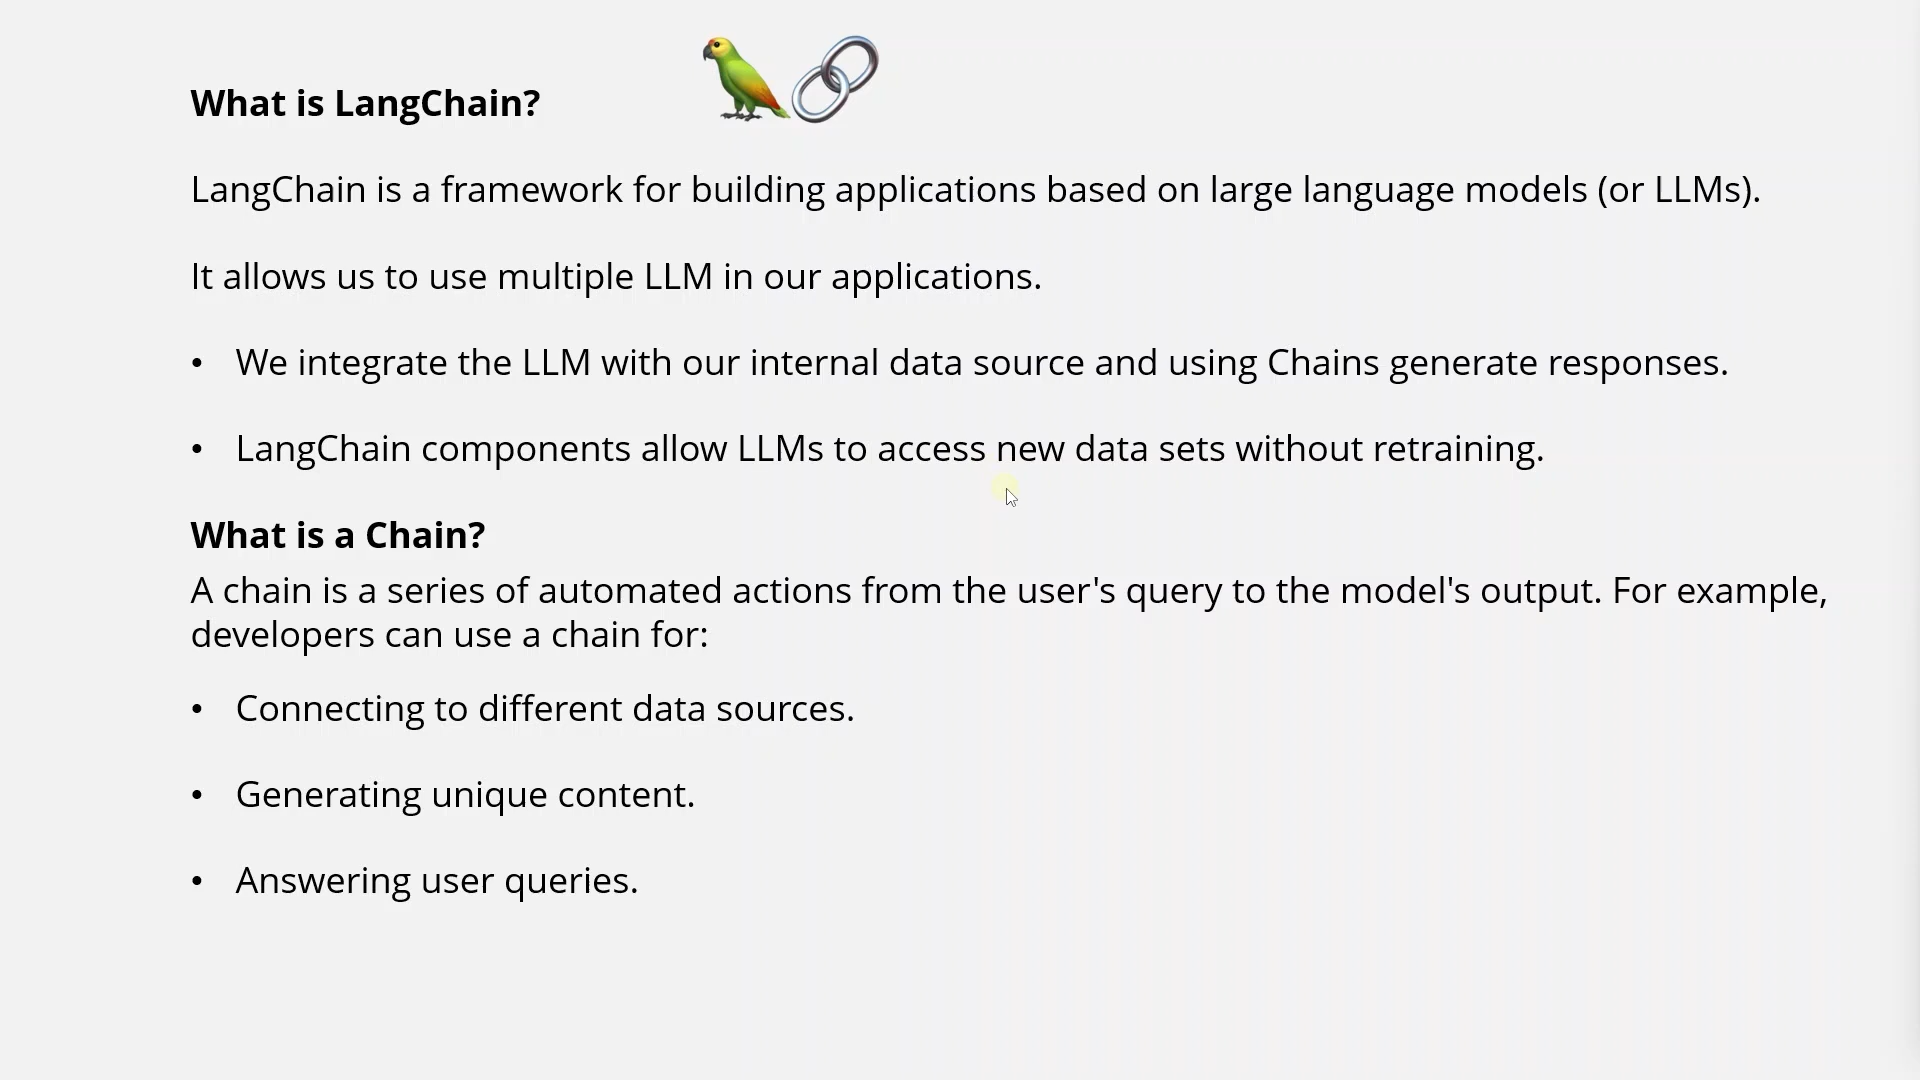 What is LangChain?
LangChain is a framework for building applications based on large language models (or LLMs).
It allows us to use multiple LLM in our applications.
• We integrate the LLM with our internal data source and using Chains generate responses.
• LangChain components allow LLMs to access new data sets without retraining.
What is a Chain?
A chain is a series of automated actions from the user's query to the model's output. For example,
developers can use a chain for:
• Connecting to different data sources.
• Generating unique content.
• Answering user queries.